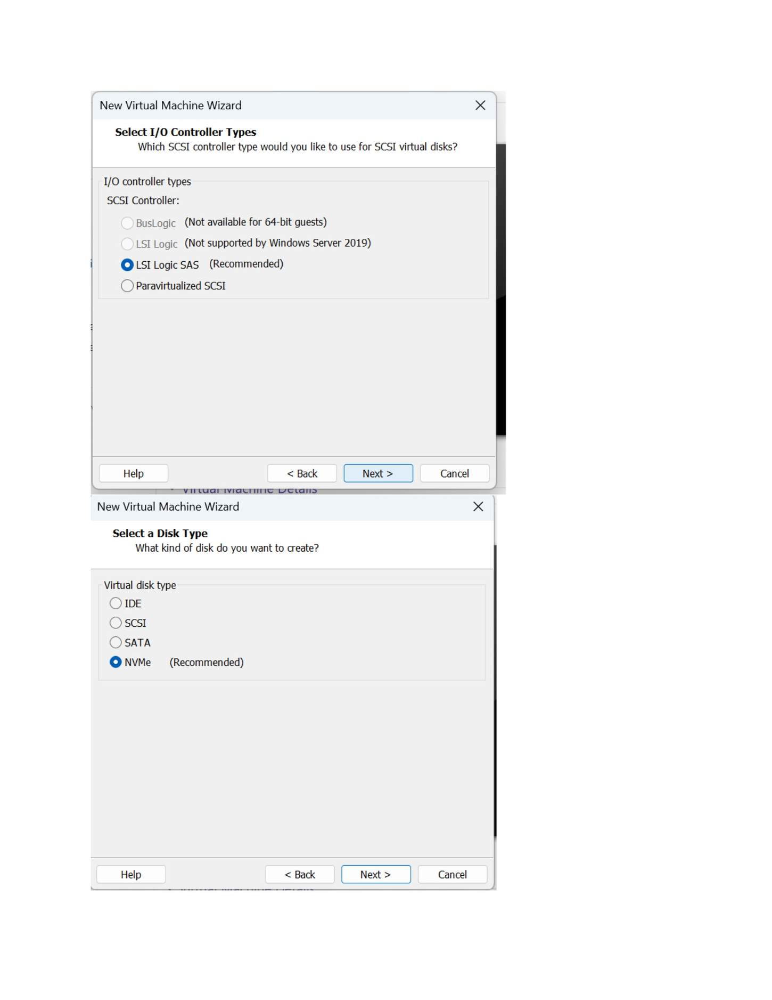 New Virtual Machine Wizard
Select I/O Controller Types
Which SCSI controller type would you like to use for SCSI virtual disks?
I/O controller types
SCSI Controller:
BusLogic (Not available for 64-bit guests)
LSI Logic (Not supported by Windows Server 2019)
LSI Logic SAS (Recommended)
Paravirtualized SCSI
Help < Back Next > Cancel
Virtual Machine Details
New Virtual Machine Wizard
Select a Disk Type
What kind of disk do you want to create?
Virtual disk type
IDE
SCSI
SATA
NVMe (Recommended)
Help < Back Next > Cancel
Virtual Machine Details